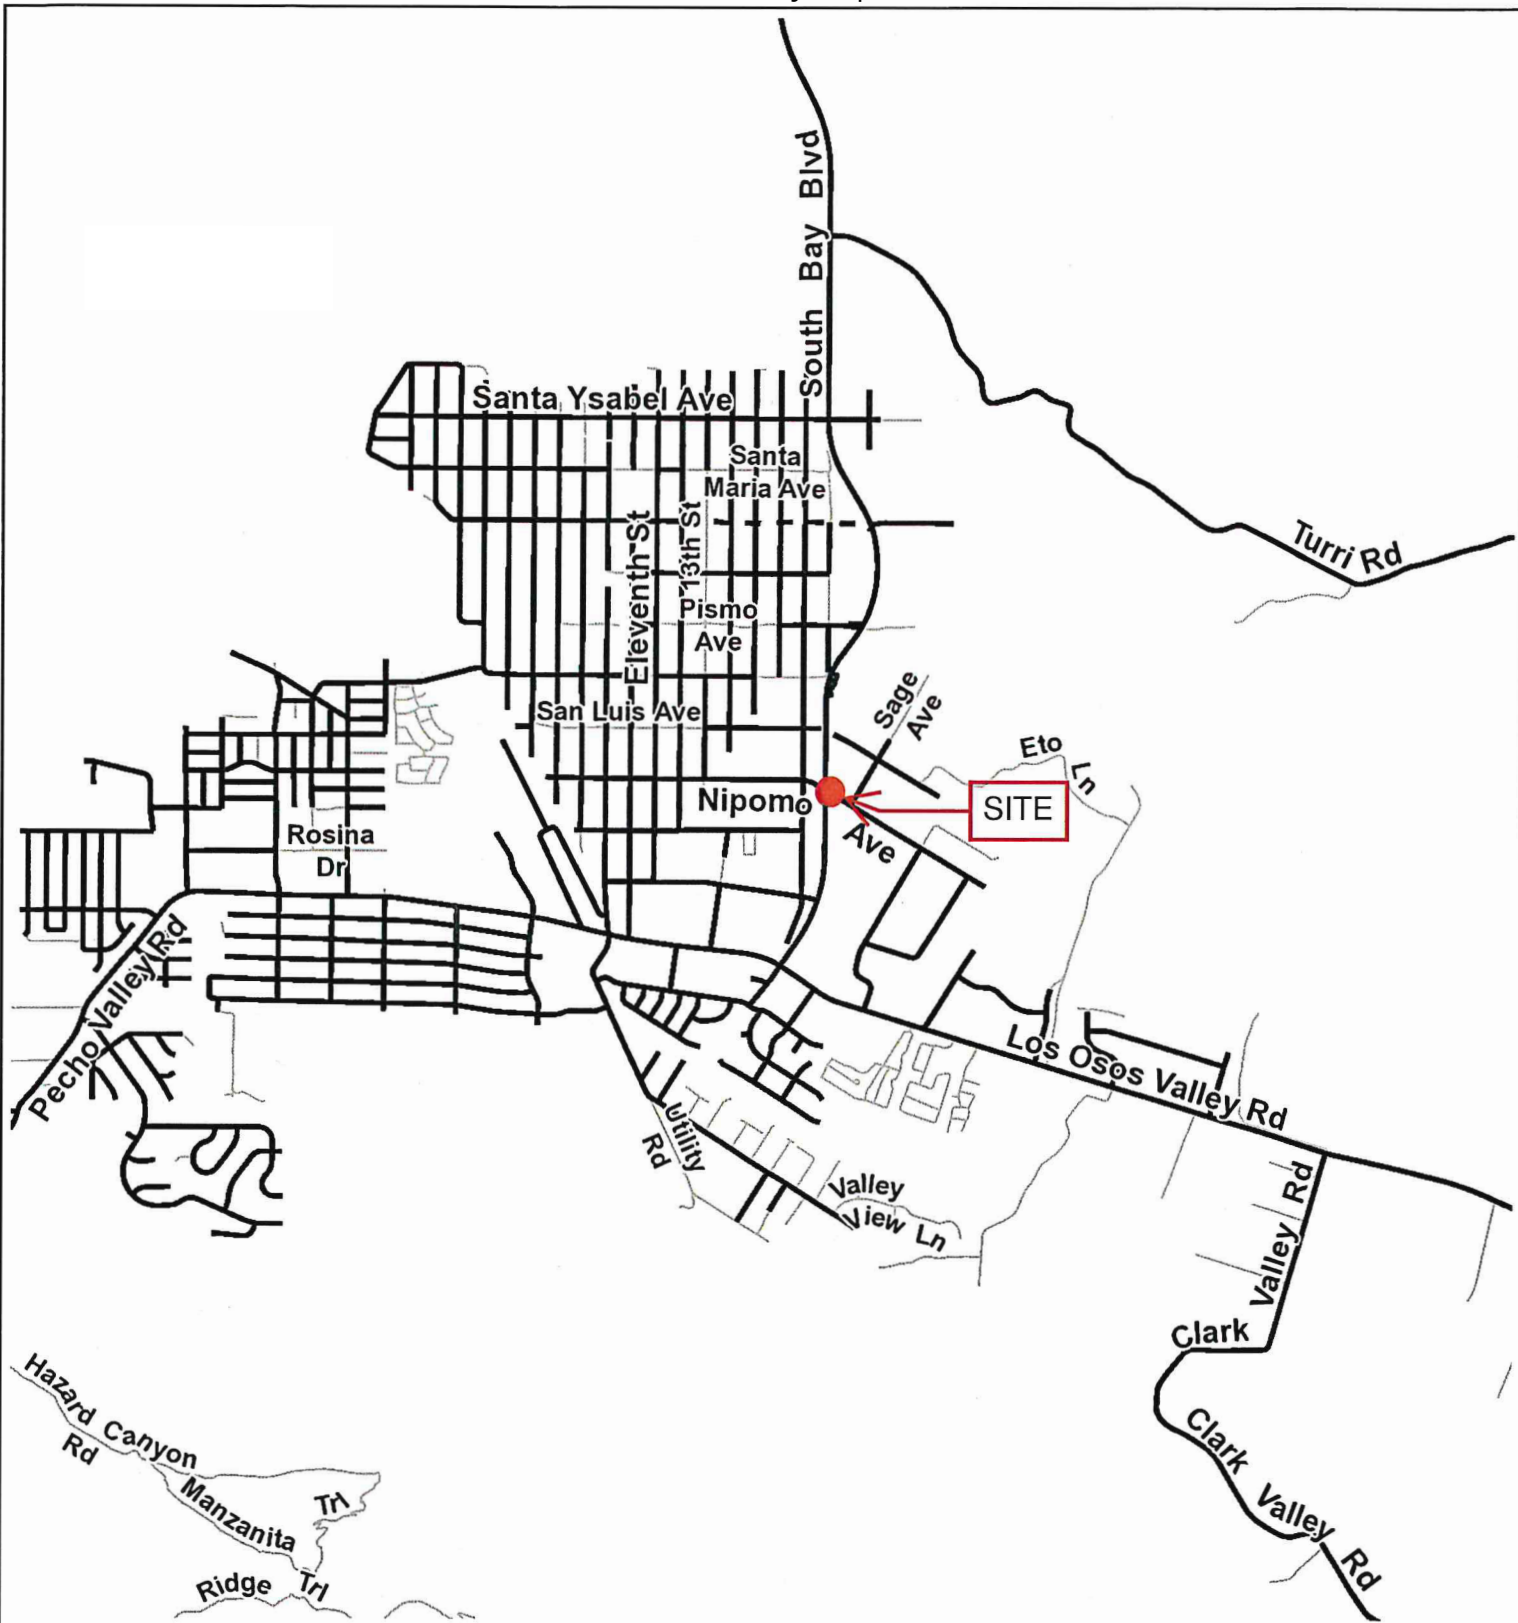 South Bay Blvd
Santa Ysabel Ave
Santa
Maria Ave
Turri Rd
Eleventh St
13th St
Pismo
Ave
Sage
Ave
San Luis Ave
Eto
Ln
Nipomo
Ave
SITE
Rosina
Dr
Pecho Valley Rd
Los Osos Valley Rd
Utility
Rd
Valley
View Ln
Valley Rd
Clark
Clark Valley Rd
Hazard Canyon
Rd
Manzanita
Trl
Ridge Trl